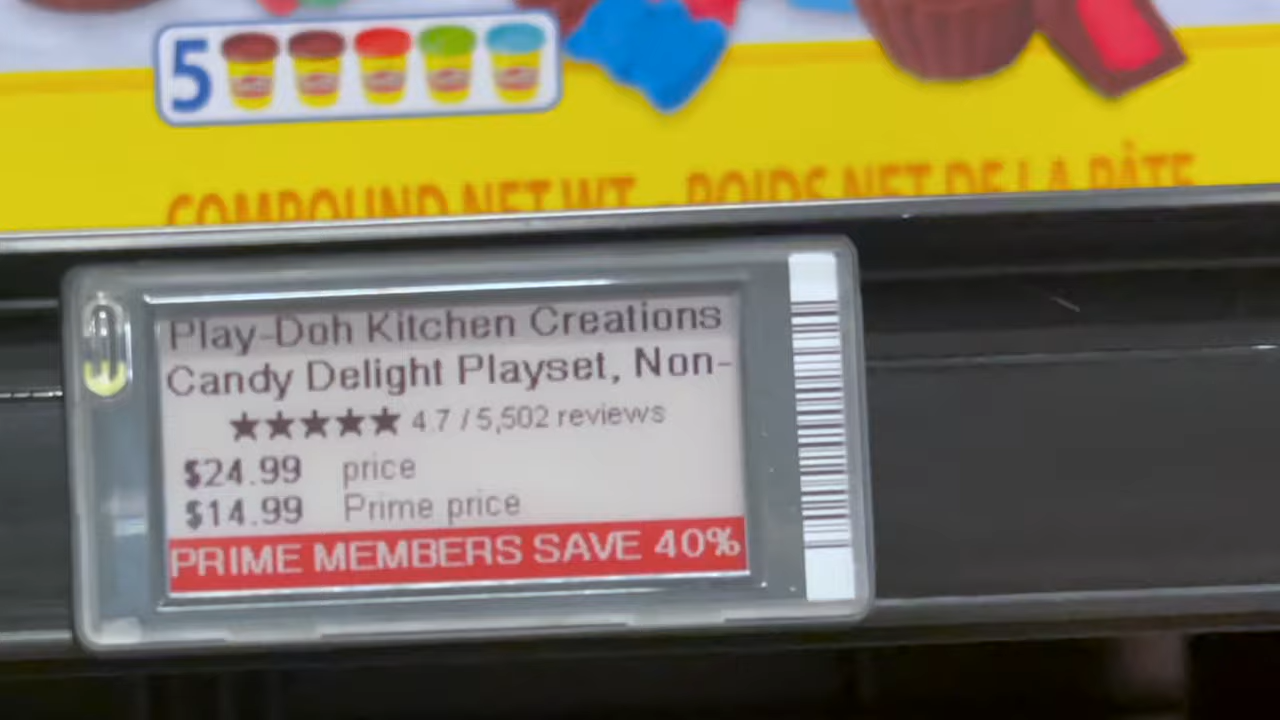 5
COMPOUND NET WT. - POIDS NET DE LA PÂTE
Play-Doh Kitchen Creations
Candy Delight Playset, Non-
★★★★★ 4.7 / 5,502 reviews
$24.99 price
$14.99 Prime price
PRIME MEMBERS SAVE 40%